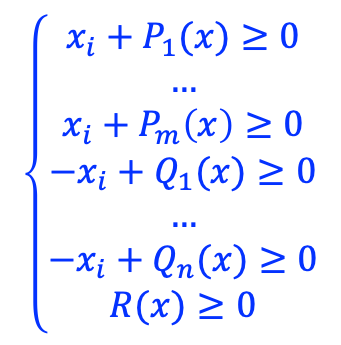 x_i + P_1(x) ≥ 0
...
x_i + P_m(x) ≥ 0
−x_i + Q_1(x) ≥ 0
...
−x_i + Q_n(x) ≥ 0
R(x) ≥ 0